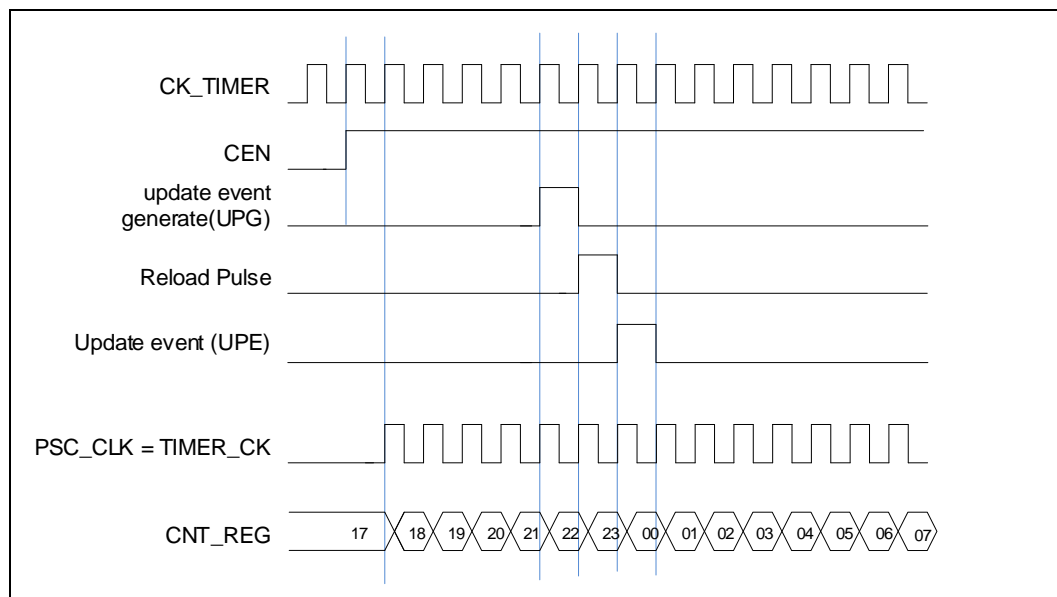 CK_TIMER
CEN
update event
generate(UPG)
Reload Pulse
Update event (UPE)
PSC_CLK = TIMER_CK
CNT_REG 17 18 19 20 21 22 23 00 01 02 03 04 05 06 07